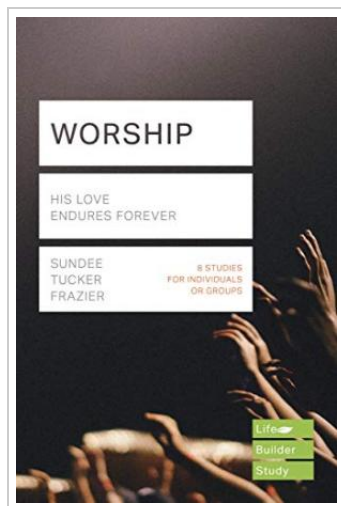 WORSHIP
HIS LOVE
ENDURES FOREVER
SUNDEE
TUCKER
FRAZIER
8 STUDIES
FOR INDIVIDUALS
OR GROUPS
Life
Builder
Study